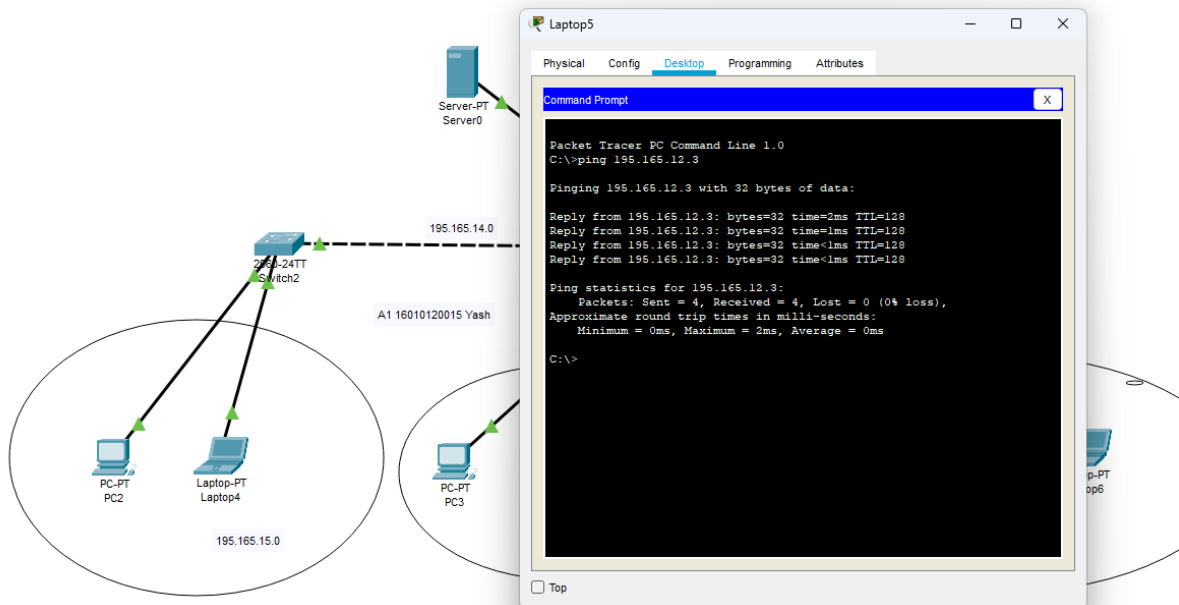 Laptop5
Physical Config Desktop Programming Attributes
Command Prompt X
Packet Tracer PC Command Line 1.0
C:\>ping 195.165.12.3
Pinging 195.165.12.3 with 32 bytes of data:
Reply from 195.165.12.3: bytes=32 time=2ms TTL=128
Reply from 195.165.12.3: bytes=32 time=1ms TTL=128
Reply from 195.165.12.3: bytes=32 time<1ms TTL=128
Reply from 195.165.12.3: bytes=32 time<1ms TTL=128
Ping statistics for 195.165.12.3:
Packets: Sent = 4, Received = 4, Lost = 0 (0% loss),
Approximate round trip times in milli-seconds:
Minimum = 0ms, Maximum = 2ms, Average = 0ms
C:\>
Top
Server-PT
Server0
195.165.14.0
2960-24TT
Switch2
A1 16010120015 Yash
PC-PT
PC2
Laptop-PT
Laptop4
195.165.15.0
PC-PT
PC3
p-PT
op6